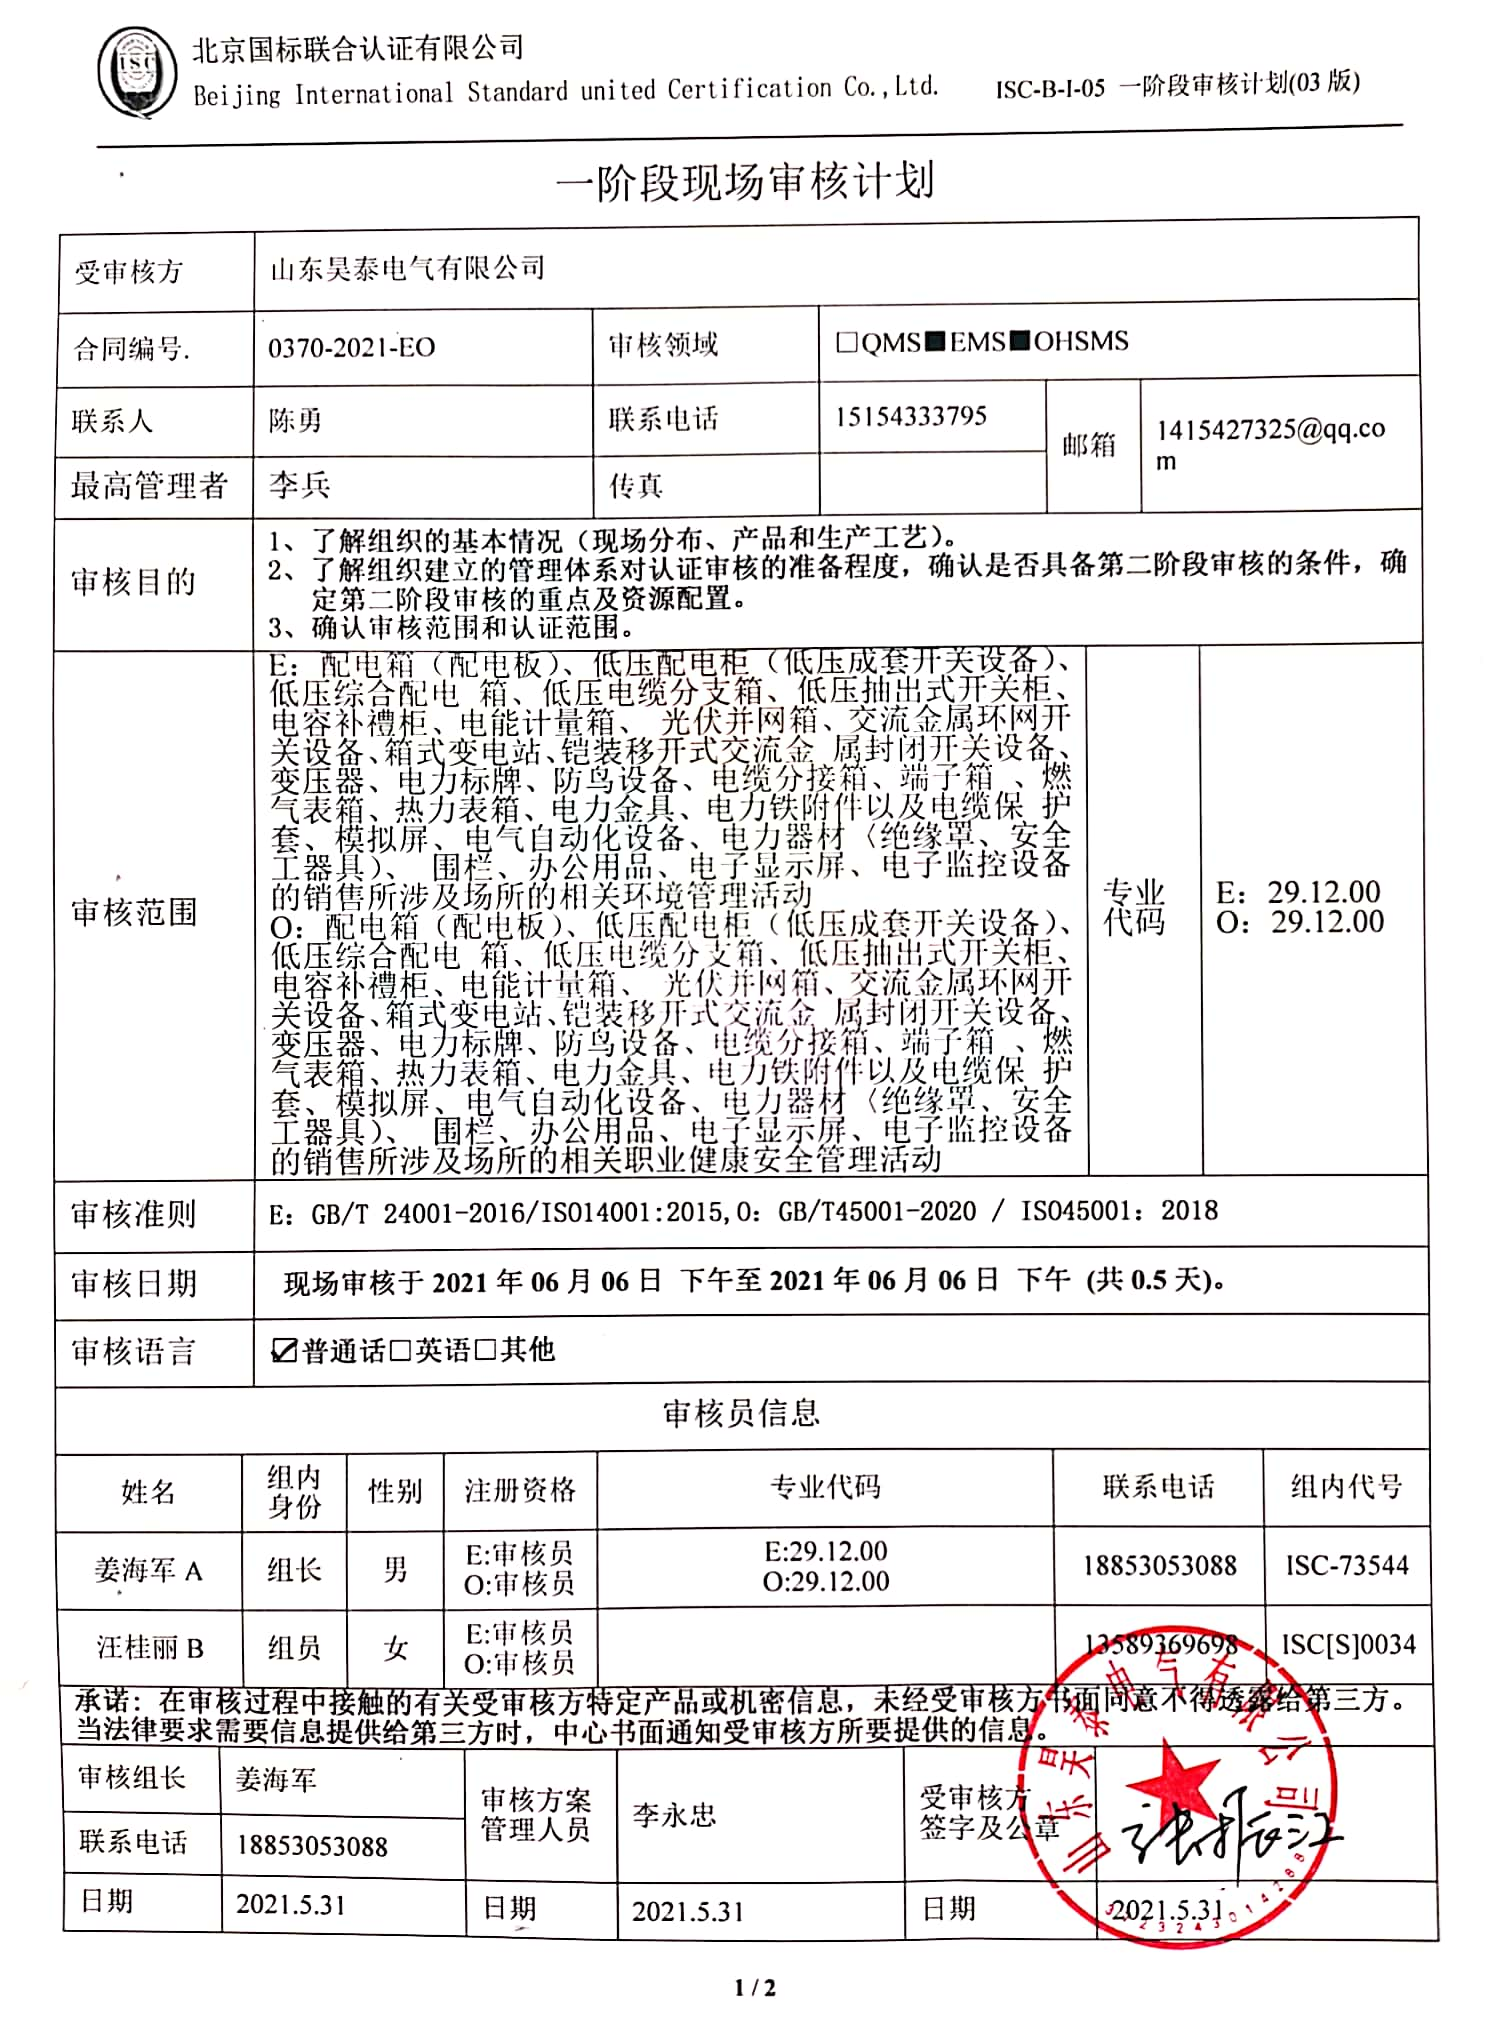 ISC
北京国标联合认证有限公司
Beijing International Standard united Certification Co.,Ltd.
ISC-B-I-05 一阶段审核计划(03 版)
一阶段现场审核计划
受审核方 山东昊泰电气有限公司
合同编号. 0370-2021-EO 审核领域 □QMS■EMS■OHSMS
联系人 陈勇 联系电话 15154333795 邮箱 1415427325@qq.co
m
最高管理者 李兵 传真
审核目的
1、了解组织的基本情况（现场分布、产品和生产工艺）。
2、了解组织建立的管理体系对认证审核的准备程度，确认是否具备第二阶段审核的条件，确
定第二阶段审核的重点及资源配置。
3、确认审核范围和认证范围。
审核范围
E：配电箱（配电板）、低压配电柜（低压成套开关设备）、
低压综合配电 箱、低压电缆分支箱、低压抽出式开关柜、
电容补禮柜、电能计量箱、 光伏并网箱、交流金属环网开
关设备、箱式变电站、铠装移开式交流金 属封闭开关设备、
变压器、电力标牌、防鸟设备、电缆分接箱、端子箱 、燃
气表箱、热力表箱、电力金具、电力铁附件以及电缆保 护
套、模拟屏、电气自动化设备、电力器材〈绝缘罩、安全
工器具）、 围栏、办公用品、电子显示屏、电子监控设备
的销售所涉及场所的相关环境管理活动
O：配电箱（配电板）、低压配电柜（低压成套开关设备）、
低压综合配电 箱、低压电缆分支箱、低压抽出式开关柜、
电容补禮柜、电能计量箱、 光伏并网箱、交流金属环网开
关设备、箱式变电站、铠装移开式交流金 属封闭开关设备、
变压器、电力标牌、防鸟设备、电缆分接箱、端子箱 、燃
气表箱、热力表箱、电力金具、电力铁附件以及电缆保 护
套、模拟屏、电气自动化设备、电力器材〈绝缘罩、安全
工器具）、 围栏、办公用品、电子显示屏、电子监控设备
的销售所涉及场所的相关职业健康安全管理活动
专业
代码
E：29.12.00
O：29.12.00
审核准则 E：GB/T 24001-2016/ISO14001:2015,O：GB/T45001-2020 / ISO45001：2018
审核日期 现场审核于 2021 年 06 月 06 日 下午至 2021 年 06 月 06 日 下午 (共 0.5 天)。
审核语言 ☑普通话□英语□其他
审核员信息
姓名 组内
身份 性别 注册资格 专业代码 联系电话 组内代号
姜海军 A 组长 男 E:审核员
O:审核员 E:29.12.00
O:29.12.00 18853053088 ISC-73544
汪桂丽 B 组员 女 E:审核员
O:审核员 13589369698 ISC[S]0034
承诺：在审核过程中接触的有关受审核方特定产品或机密信息，未经受审核方书面同意不得透露给第三方。
当法律要求需要信息提供给第三方时，中心书面通知受审核方所要提供的信息。
审核组长 姜海军 审核方案
管理人员 李永忠 受审核方
签字及公章 张振江
联系电话 18853053088
日期 2021.5.31 日期 2021.5.31 日期 2021.5.31
山东昊泰电气有限公司
1 / 2